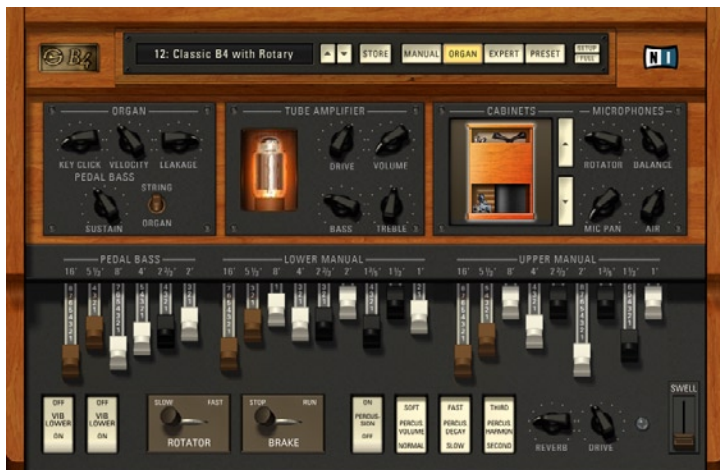 B4
12: Classic B4 with Rotary
STORE
MANUAL ORGAN EXPERT PRESET
SETUP
FULL
N I
ORGAN
KEY CLICK VELOCITY LEAKAGE
PEDAL BASS
STRING
SUSTAIN
ORGAN
TUBE AMPLIFIER
DRIVE VOLUME
BASS TREBLE
CABINETS
MICROPHONES
ROTATOR BALANCE
MIC PAN AIR
PEDAL BASS LOWER MANUAL UPPER MANUAL
16' 5⅓' 8' 4' 2⅔' 2' 16' 5⅓' 8' 4' 2⅔' 2' 1⅗' 1⅓' 1' 16' 5⅓' 8' 4' 2⅔' 2' 1⅗' 1⅓' 1'
OFF
VIB
LOWER
ON
OFF
VIB
LOWER
ON
SLOW FAST
ROTATOR
STOP RUN
BRAKE
ON
PERCUS-
SION
OFF
SOFT
PERCUS
VOLUME
NORMAL
FAST
PERCUS
DECAY
SLOW
THIRD
PERCUS
HARMON
SECOND
REVERB DRIVE
SWELL